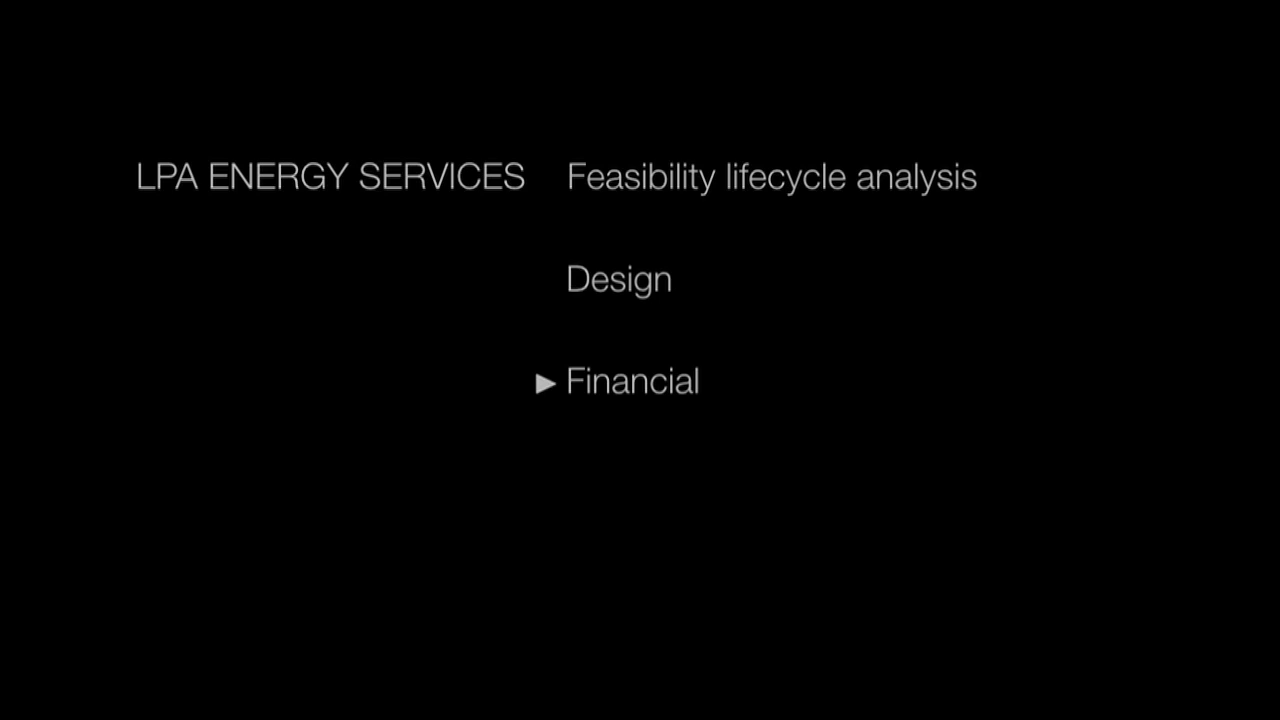 LPA ENERGY SERVICES Feasibility lifecycle analysis
Design
► Financial